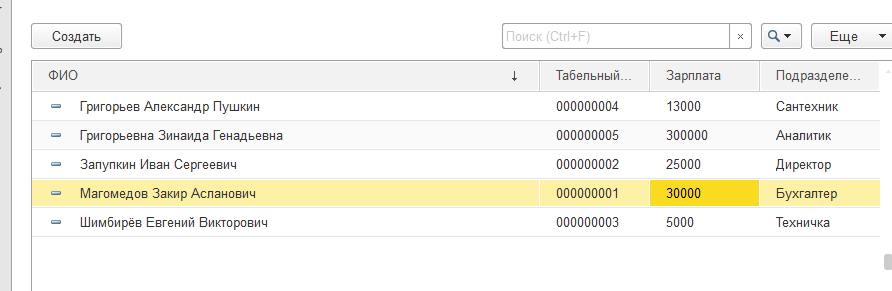 Создать Поиск (Ctrl+F) × Еще
ФИО ↓ Табельный... Зарплата Подразделе...
Григорьев Александр Пушкин 000000004 13000 Сантехник
Григорьевна Зинаида Генадьевна 000000005 300000 Аналитик
Запупкин Иван Сергеевич 000000002 25000 Директор
Магомедов Закир Асланович 000000001 30000 Бухгалтер
Шимбирёв Евгений Викторович 000000003 5000 Техничка